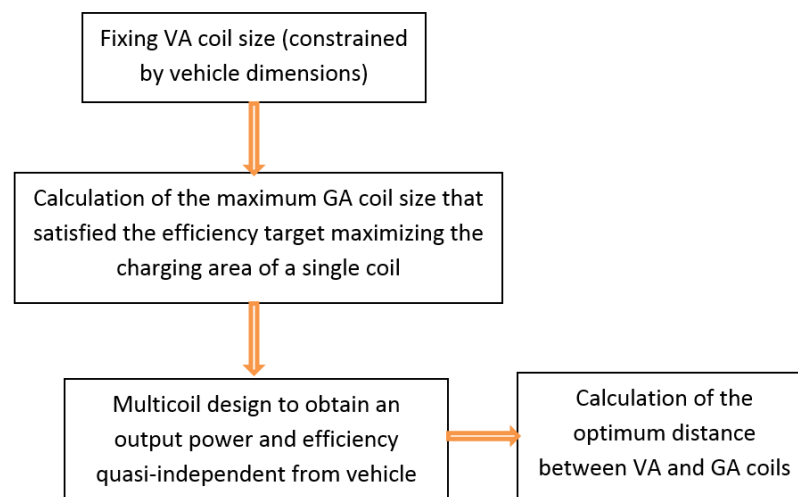 Fixing VA coil size (constrained
by vehicle dimensions)
Calculation of the maximum GA coil size that
satisfied the efficiency target maximizing the
charging area of a single coil
Multicoil design to obtain an
output power and efficiency
quasi-independent from vehicle
Calculation of the
optimum distance
between VA and GA coils